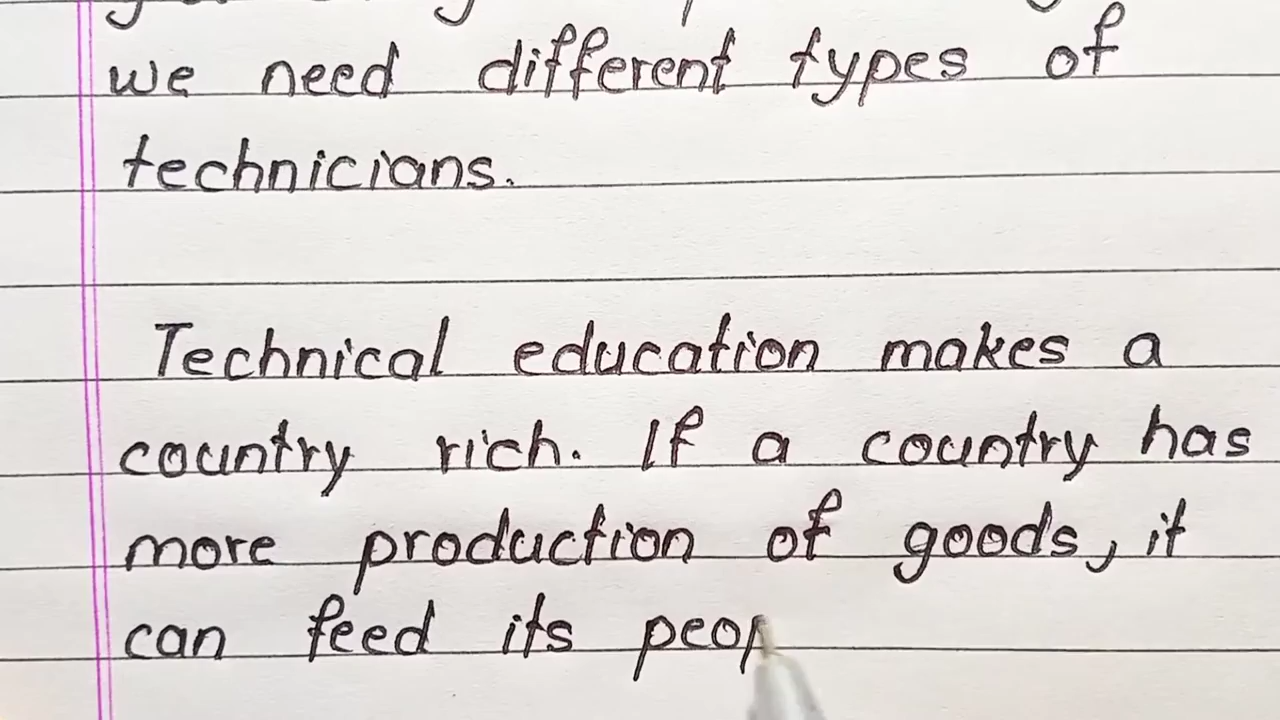 we need different types of
technicians.
Technical education makes a
country rich. If a country has
more production of goods, it
can feed its peop